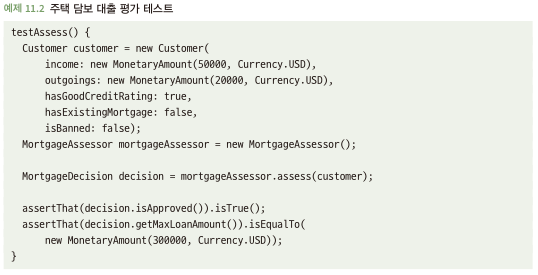 예제 11.2 주택 담보 대출 평가 테스트
testAssess() {
  Customer customer = new Customer(
      income: new MonetaryAmount(50000, Currency.USD),
      outgoings: new MonetaryAmount(20000, Currency.USD),
      hasGoodCreditRating: true,
      hasExistingMortgage: false,
      isBanned: false);
  MortgageAssessor mortgageAssessor = new MortgageAssessor();
  MortgageDecision decision = mortgageAssessor.assess(customer);
  assertThat(decision.isApproved()).isTrue();
  assertThat(decision.getMaxLoanAmount()).isEqualTo(
      new MonetaryAmount(300000, Currency.USD));
}